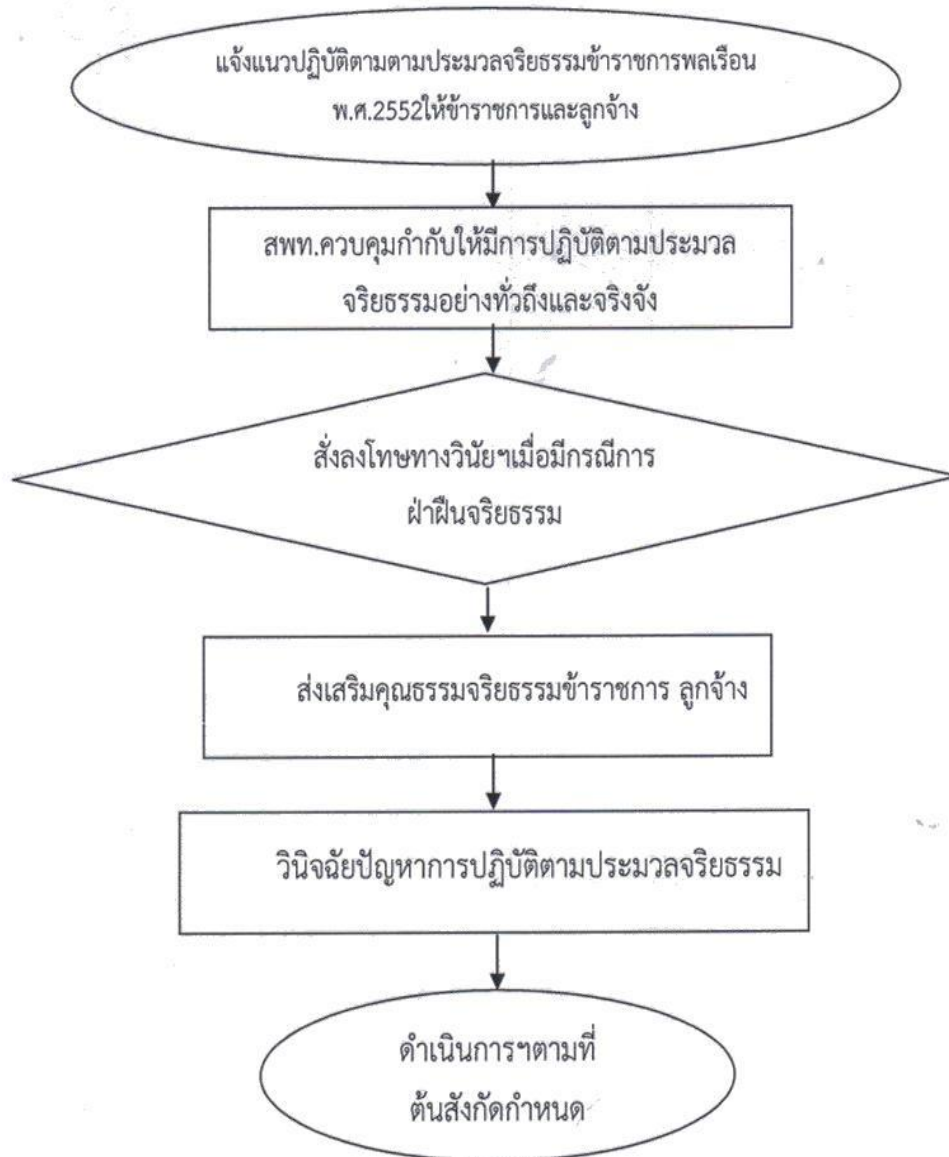 แจ้งแนวปฏิบัติตามตามประมวลจริยธรรมข้าราชการพลเรือน
พ.ศ.2552ให้ข้าราชการและลูกจ้าง
สพท.ควบคุมกำกับให้มีการปฏิบัติตามประมวล
จริยธรรมอย่างทั่วถึงและจริงจัง
สั่งลงโทษทางวินัยฯเมื่อมีกรณีการ
ฝ่าฝืนจริยธรรม
ส่งเสริมคุณธรรมจริยธรรมข้าราชการ ลูกจ้าง
วินิจฉัยปัญหาการปฏิบัติตามประมวลจริยธรรม
ดำเนินการฯตามที่
ต้นสังกัดกำหนด